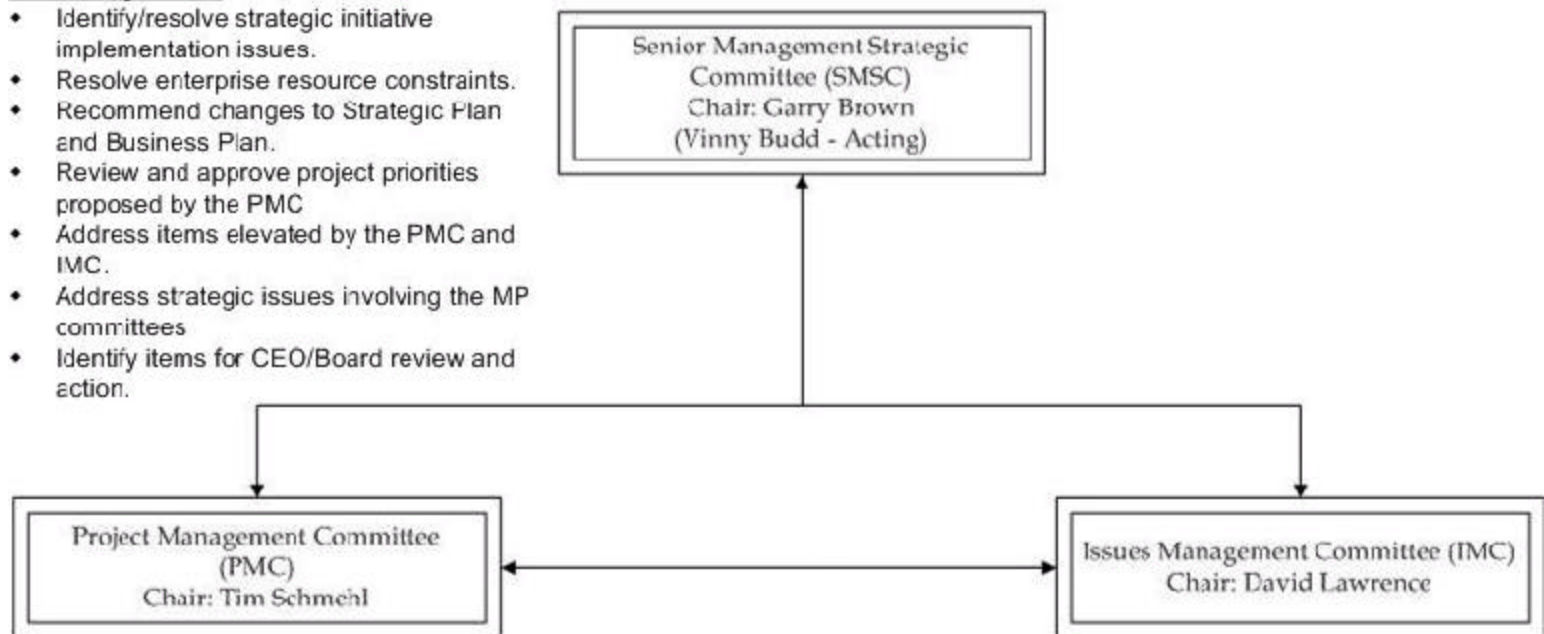 • Identify/resolve strategic initiative
implementation issues.
• Resolve enterprise resource constraints.
• Recommend changes to Strategic Plan
and Business Plan.
• Review and approve project priorities
proposed by the PMC
• Address items elevated by the PMC and
IMC.
• Address strategic issues involving the MP
committees
• Identify items for CEO/Board review and
action.
Senior Management Strategic
Committee (SMSC)
Chair: Garry Brown
(Vinny Budd - Acting)
Project Management Committee
(PMC)
Chair: Tim Schmehl
Issues Management Committee (IMC)
Chair: David Lawrence